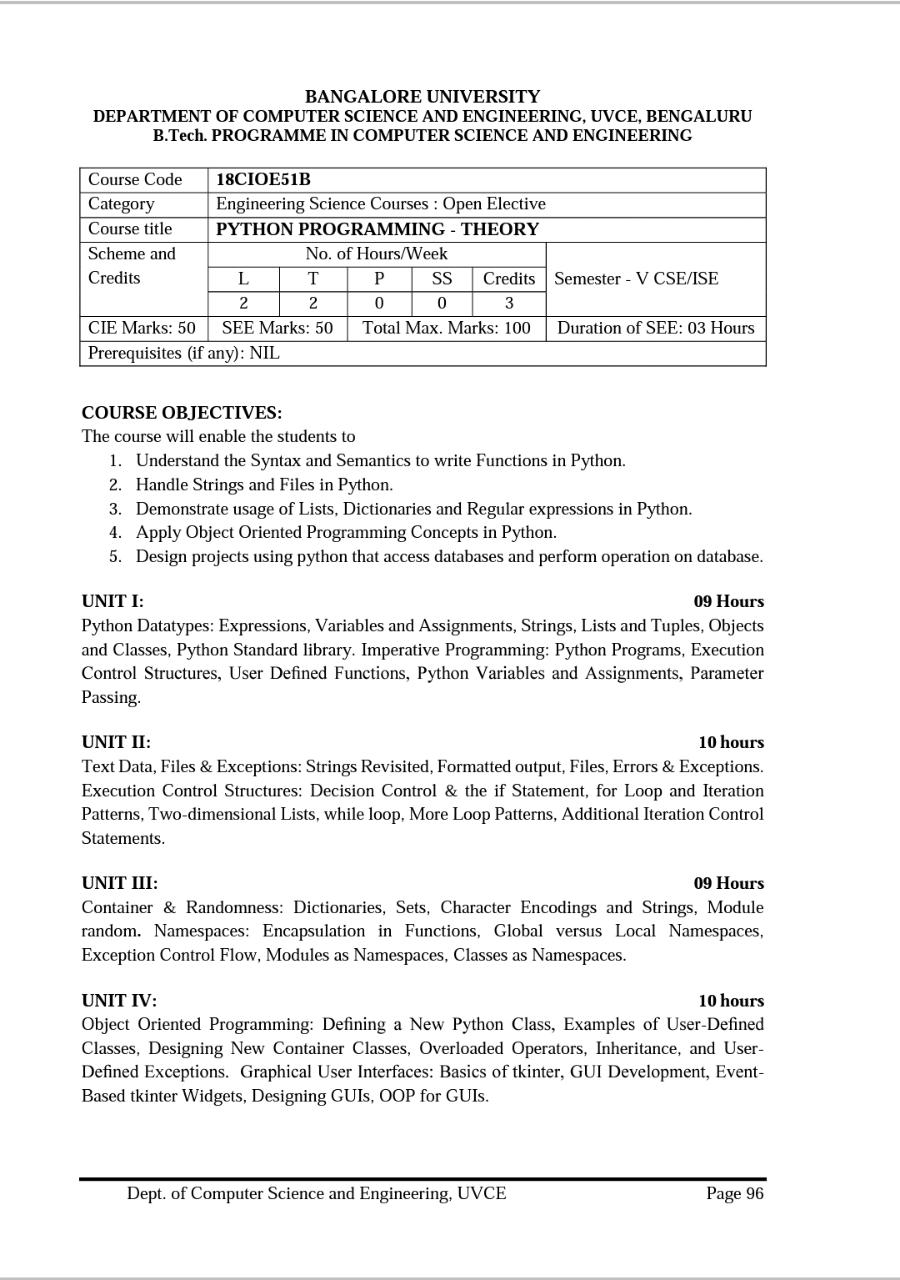 BANGALORE UNIVERSITY
DEPARTMENT OF COMPUTER SCIENCE AND ENGINEERING, UVCE, BENGALURU
B.Tech. PROGRAMME IN COMPUTER SCIENCE AND ENGINEERING
Course Code 18CIOE51B
Category Engineering Science Courses : Open Elective
Course title PYTHON PROGRAMMING - THEORY
Scheme and No. of Hours/Week
Credits L T P SS Credits Semester - V CSE/ISE
2 2 0 0 3
CIE Marks: 50 SEE Marks: 50 Total Max. Marks: 100 Duration of SEE: 03 Hours
Prerequisites (if any): NIL
COURSE OBJECTIVES:
The course will enable the students to
1. Understand the Syntax and Semantics to write Functions in Python.
2. Handle Strings and Files in Python.
3. Demonstrate usage of Lists, Dictionaries and Regular expressions in Python.
4. Apply Object Oriented Programming Concepts in Python.
5. Design projects using python that access databases and perform operation on database.
UNIT I: 09 Hours
Python Datatypes: Expressions, Variables and Assignments, Strings, Lists and Tuples, Objects
and Classes, Python Standard library. Imperative Programming: Python Programs, Execution
Control Structures, User Defined Functions, Python Variables and Assignments, Parameter
Passing.
UNIT II: 10 hours
Text Data, Files & Exceptions: Strings Revisited, Formatted output, Files, Errors & Exceptions.
Execution Control Structures: Decision Control & the if Statement, for Loop and Iteration
Patterns, Two-dimensional Lists, while loop, More Loop Patterns, Additional Iteration Control
Statements.
UNIT III: 09 Hours
Container & Randomness: Dictionaries, Sets, Character Encodings and Strings, Module
random. Namespaces: Encapsulation in Functions, Global versus Local Namespaces,
Exception Control Flow, Modules as Namespaces, Classes as Namespaces.
UNIT IV: 10 hours
Object Oriented Programming: Defining a New Python Class, Examples of User-Defined
Classes, Designing New Container Classes, Overloaded Operators, Inheritance, and User-
Defined Exceptions. Graphical User Interfaces: Basics of tkinter, GUI Development, Event-
Based tkinter Widgets, Designing GUIs, OOP for GUIs.
Dept. of Computer Science and Engineering, UVCE Page 96